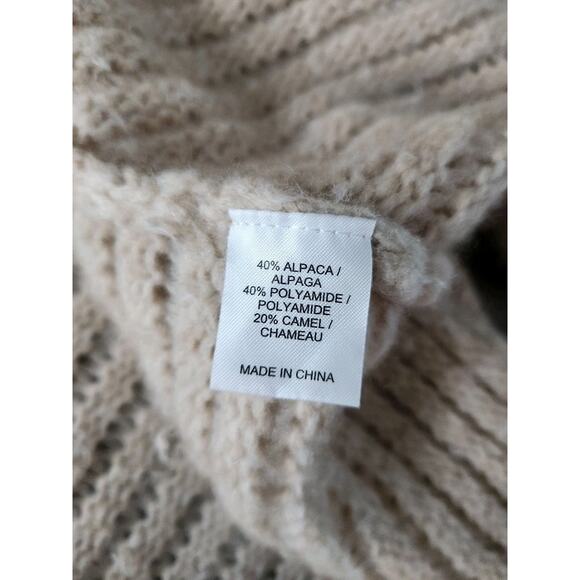 40% ALPACA /
ALPAGA
40% POLYAMIDE /
POLYAMIDE
20% CAMEL /
CHAMEAU
MADE IN CHINA